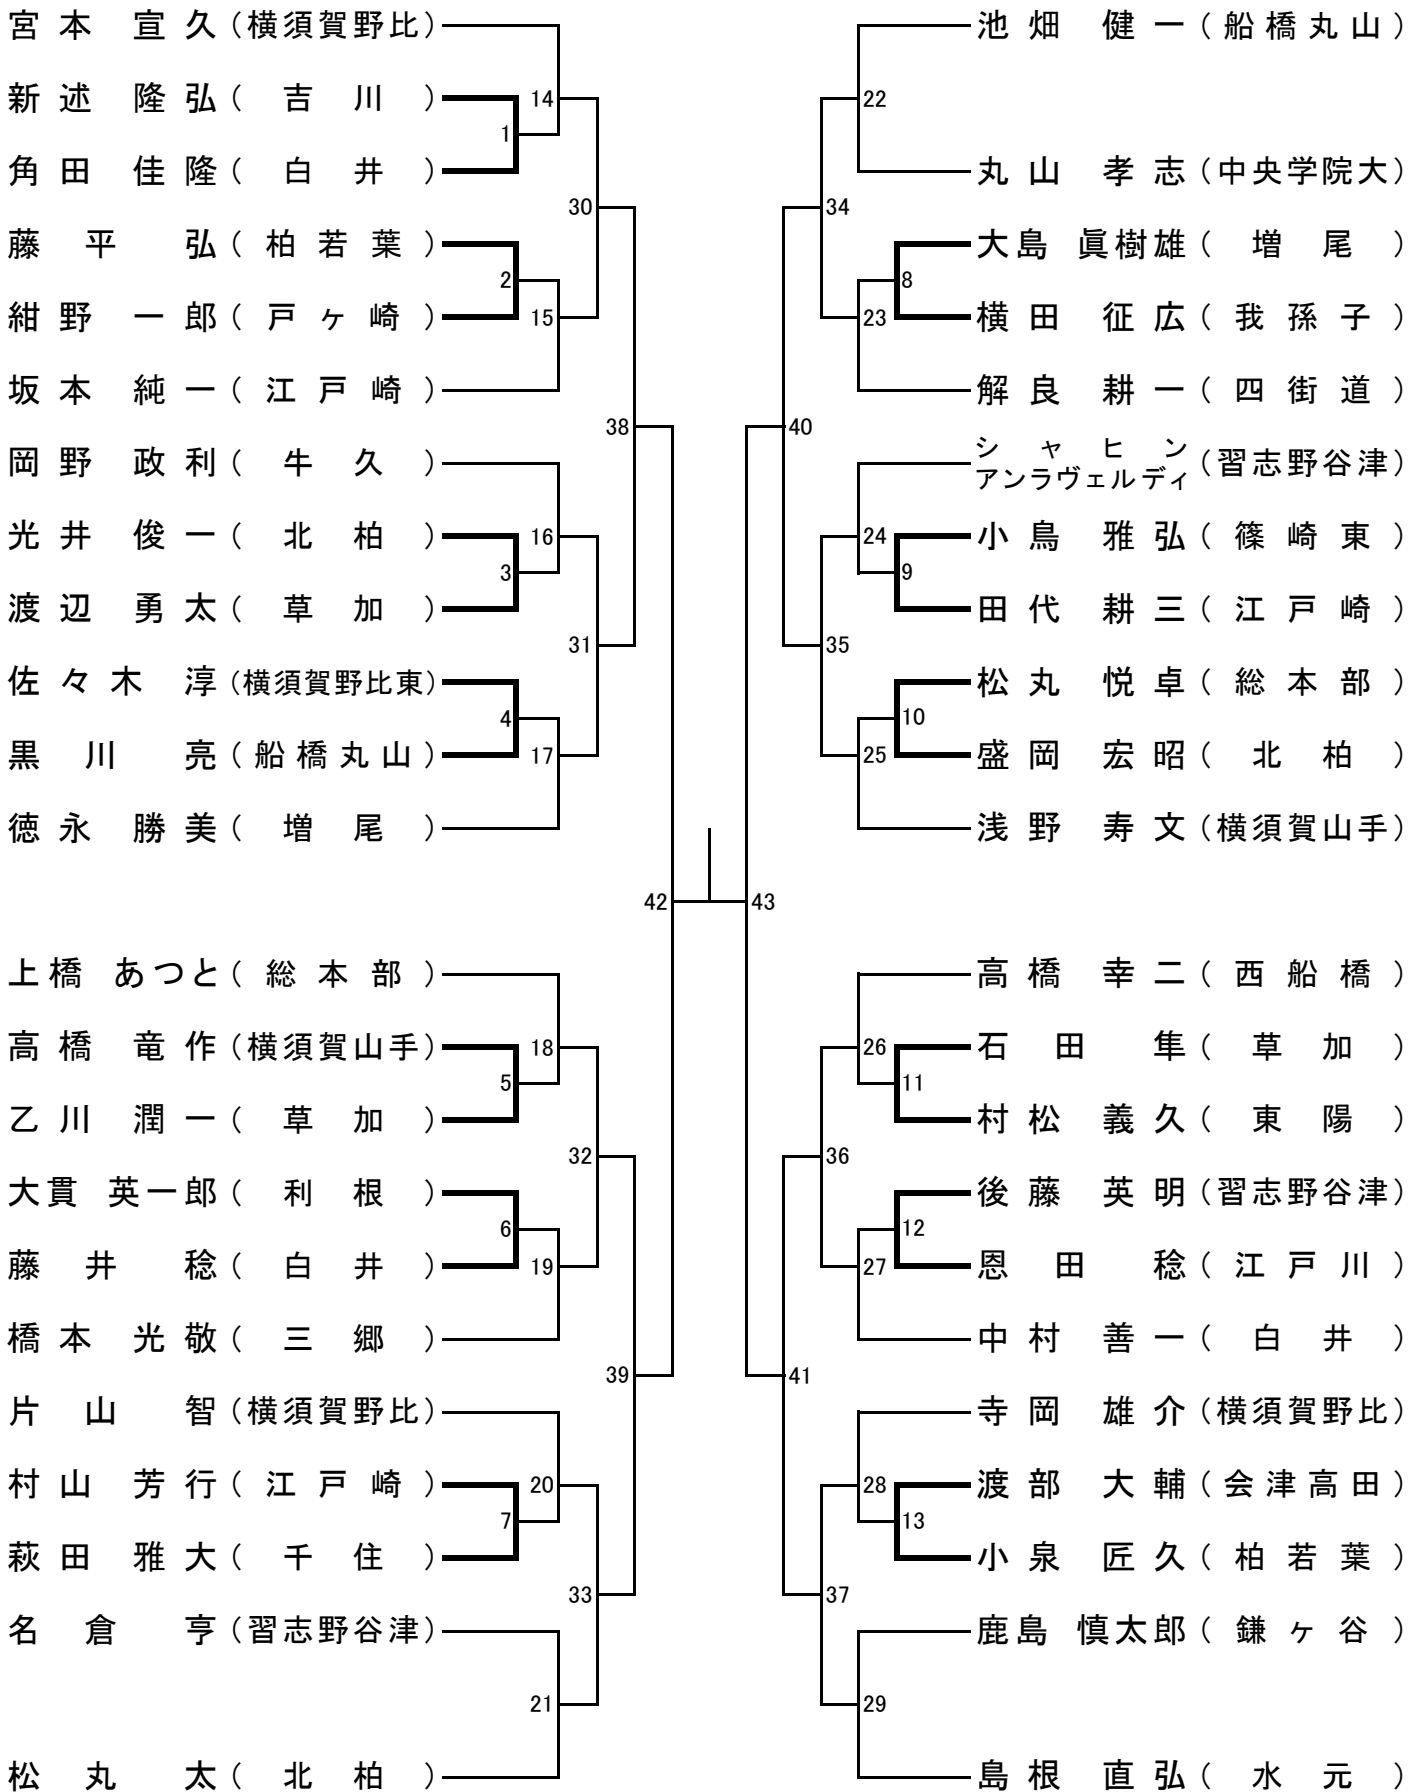 宮本 宣久（横須賀野比）
新述 隆弘（吉川）
角田 佳隆（白井）
藤平 弘（柏若葉）
紺野 一郎（戸ヶ崎）
坂本 純一（江戸崎）
岡野 政利（牛久）
光井 俊一（北柏）
渡辺 勇太（草加）
佐々木 淳（横須賀野比東）
黒川 亮（船橋丸山）
徳永 勝美（増尾）
上橋 あつと（総本部）
高橋 竜作（横須賀山手）
乙川 潤一（草加）
大貫 英一郎（利根）
藤井 稔（白井）
橋本 光敬（三郷）
片山 智（横須賀野比）
村山 芳行（江戸崎）
萩田 雅大（千住）
名倉 亨（習志野谷津）
松丸 太（北柏）
1
2
3
4
5
6
7
14
15
16
17
18
19
20
21
30
31
32
33
38
39
42
43
40
41
34
35
36
37
22
23
24
25
26
27
28
29
8
9
10
11
12
13
池畑 健一（船橋丸山）
丸山 孝志（中央学院大）
大島 眞樹雄（増尾）
横田 征広（我孫子）
解良 耕一（四街道）
シャヒン
アンラヴェルディ（習志野谷津）
小鳥 雅弘（篠崎東）
田代 耕三（江戸崎）
松丸 悦卓（総本部）
盛岡 宏昭（北柏）
浅野 寿文（横須賀山手）
高橋 幸二（西船橋）
石田 隼（草加）
村松 義久（東陽）
後藤 英明（習志野谷津）
恩田 稔（江戸川）
中村 善一（白井）
寺岡 雄介（横須賀野比）
渡部 大輔（会津高田）
小泉 匠久（柏若葉）
鹿島 慎太郎（鎌ヶ谷）
島根 直弘（水元）